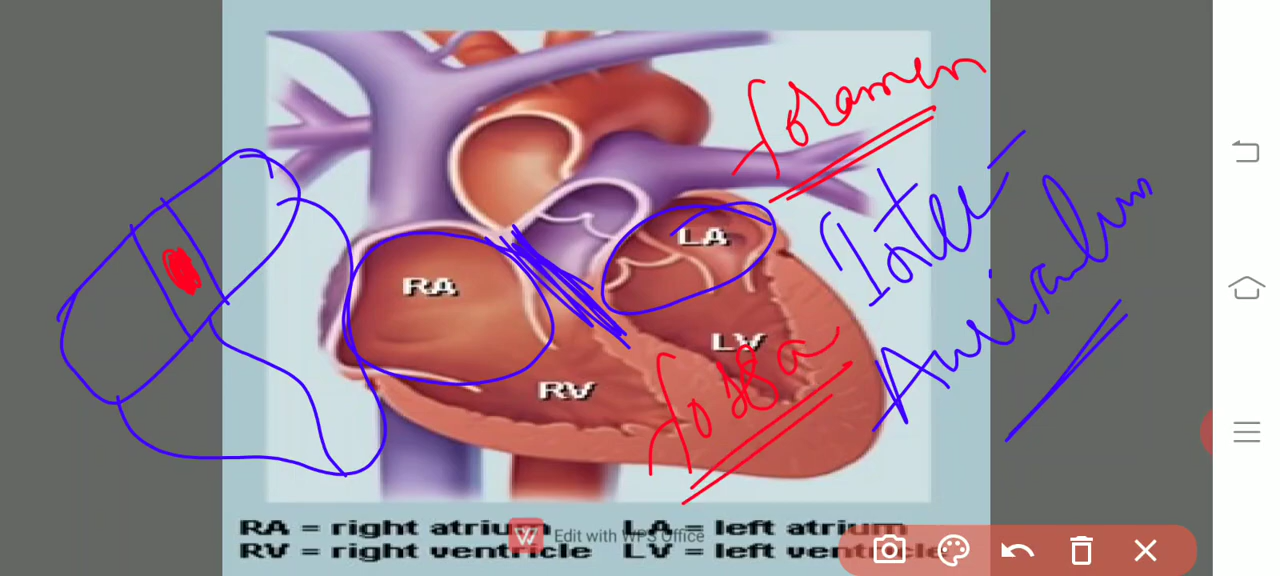 foramen
Inter-
Auricular
RA
LA
LV
RV
fossa
RA = right atrium
LA = left atrium
RV = right ventricle
LV = left ventricle
Edit with WPS Office